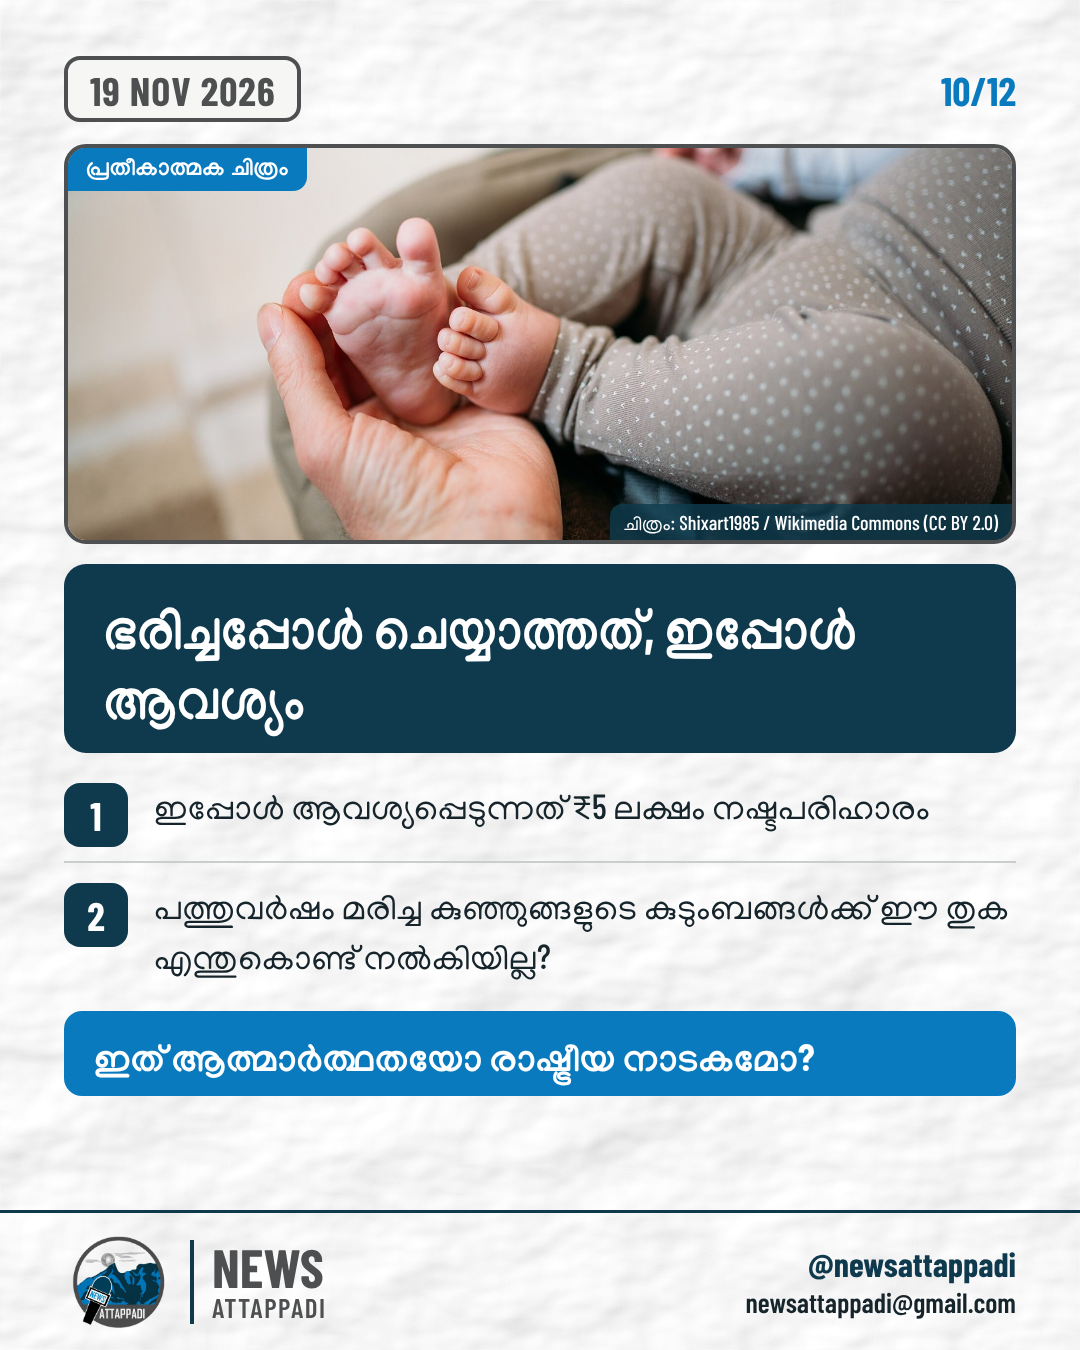 19 NOV 2026
10/12
പ്രതീകാത്മക ചിത്രം
ചിത്രം: Shixart1985 / Wikimedia Commons (CC BY 2.0)
ഭരിച്ചപ്പോൾ ചെയ്യാത്തത്, ഇപ്പോൾ
ആവശ്യം
1 ഇപ്പോൾ ആവശ്യപ്പെടുന്നത് ₹5 ലക്ഷം നഷ്ടപരിഹാരം
2 പത്തുവർഷം മരിച്ച കുഞ്ഞുങ്ങളുടെ കുടുംബങ്ങൾക്ക് ഈ തുക
എന്തുകൊണ്ട് നൽകിയില്ല?
ഇത് ആത്മാർത്ഥതയോ രാഷ്ട്രീയ നാടകമോ?
NEWS
ATTAPPADI
NEWS
ATTAPPADI
@newsattappadi
newsattappadi@gmail.com